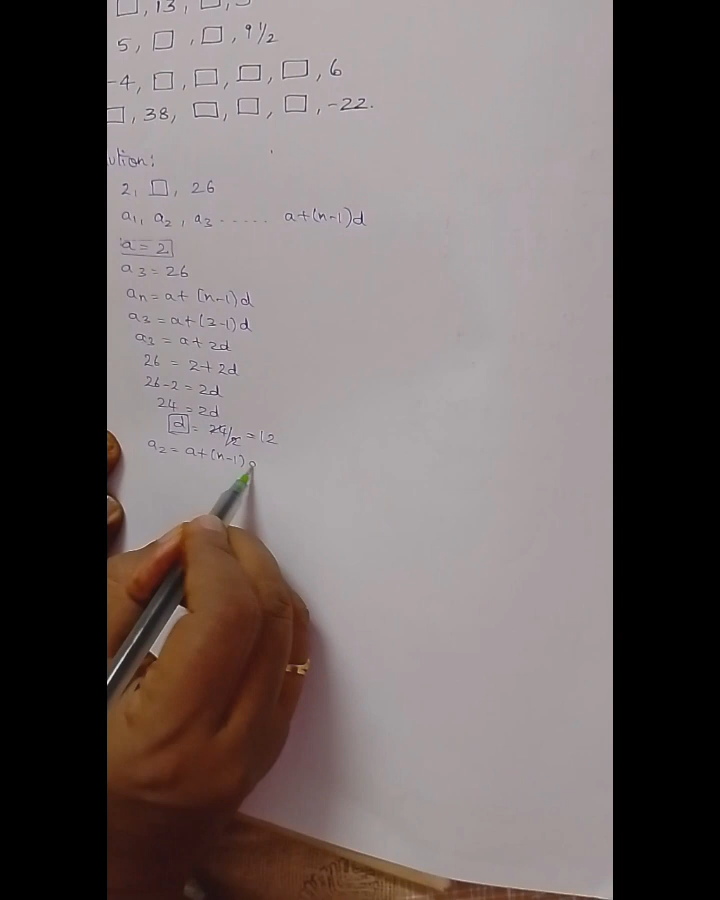 □, 13, □, 3
5, □, □, 9 1/2
-4, □, □, □, □, 6
□, 38, □, □, □, -22.
ution:
2, □, 26
a₁, a₂, a₃ ..... a+(n-1)d
a = 2
a₃ = 26
an = a+ (n-1)d
a₃ = a+(3-1)d
a₃ = a+2d
26 = 2+2d
26-2 = 2d
24 = 2d
d = 24/2 = 12
a₂ = a+(n-1)